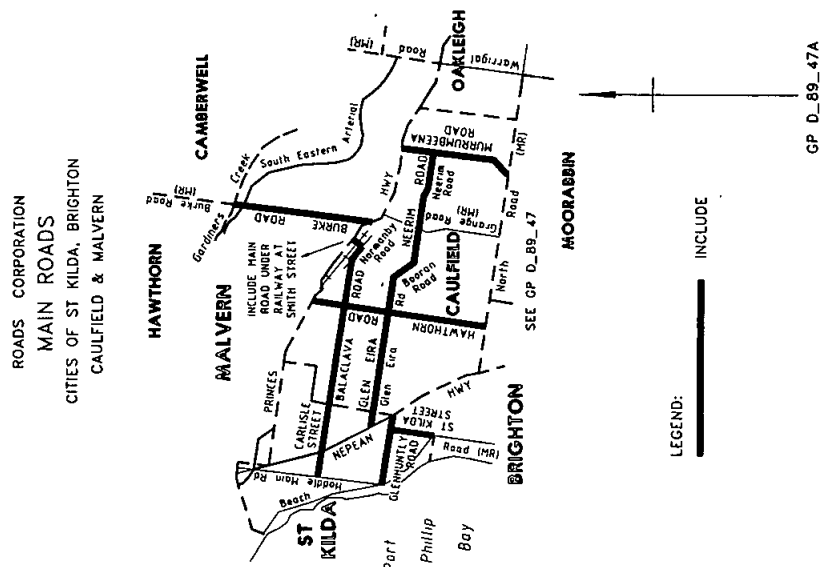 ROADS CORPORATION
MAIN ROADS
CITIES OF ST KILDA, BRIGHTON
CAULFIELD & MALVERN
HAWTHORN
CAMBERWELL
Burke Road
(MR)
Gardiners Creek
South Eastern Arterial
Warrigal Road (MR)
OAKLEIGH
MALVERN
BURKE ROAD
INCLUDE MAIN
ROAD UNDER
RAILWAY AT
SMITH STREET
Normanby
Road
PRINCES HWY
MURRUMBEENA
ROAD
NEERIM ROAD
Neerim
Road
Grange Road
(MR)
Booran
Road
CAULFIELD
BALACLAVA ROAD
CARLISLE
STREET
GLEN EIRA
Glen Eira Rd
HAWTHORN ROAD
North Road (MR)
SEE GP D_89_47
MOORABBIN
NEPEAN HWY
ST KILDA
STREET
GLENHUNTLY
ROAD
Road (MR)
BRIGHTON
Hoddle Main Rd
Beach
ST
KILDA
Port
Phillip
Bay
LEGEND:
INCLUDE
GP D_89_47A